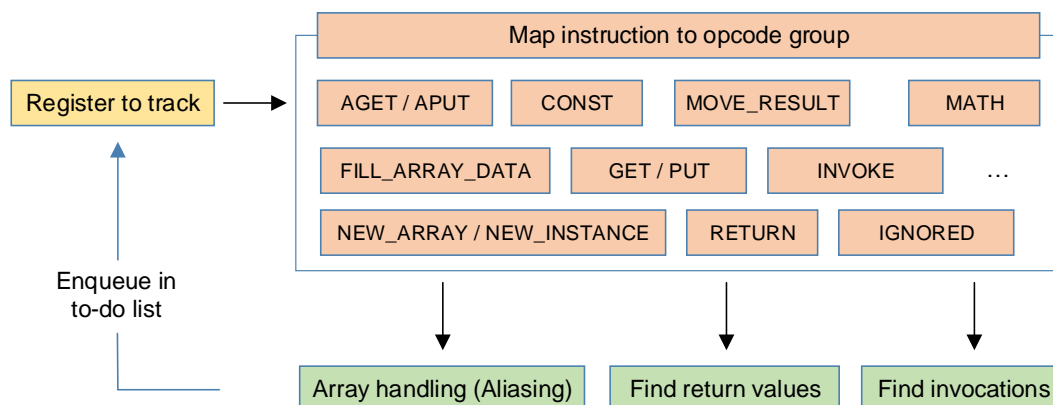 Map instruction to opcode group
Register to track
AGET / APUT
CONST
MOVE_RESULT
MATH
FILL_ARRAY_DATA
GET / PUT
INVOKE
...
NEW_ARRAY / NEW_INSTANCE
RETURN
IGNORED
Enqueue in
to-do list
Array handling (Aliasing)
Find return values
Find invocations